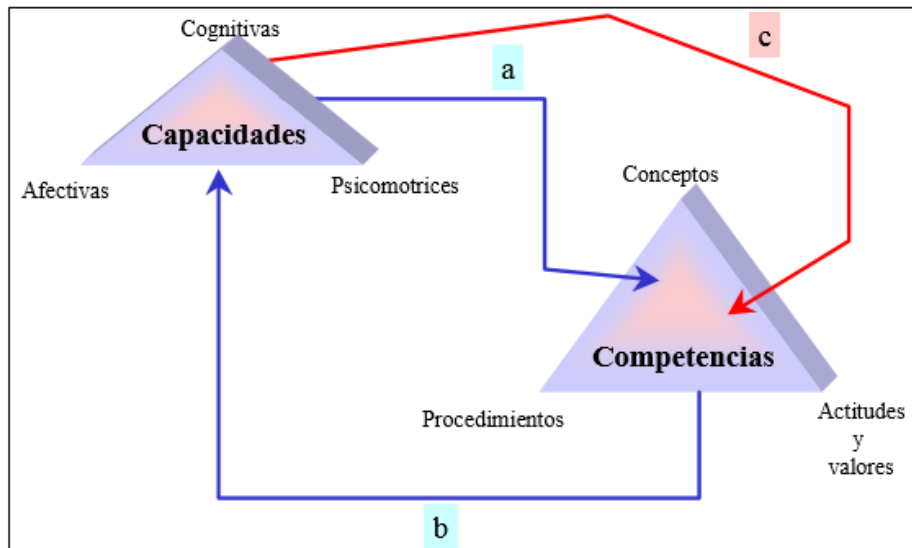 Cognitivas
c
a
Capacidades
Afectivas
Psicomotrices
Conceptos
Competencias
Procedimientos
Actitudes
y
valores
b